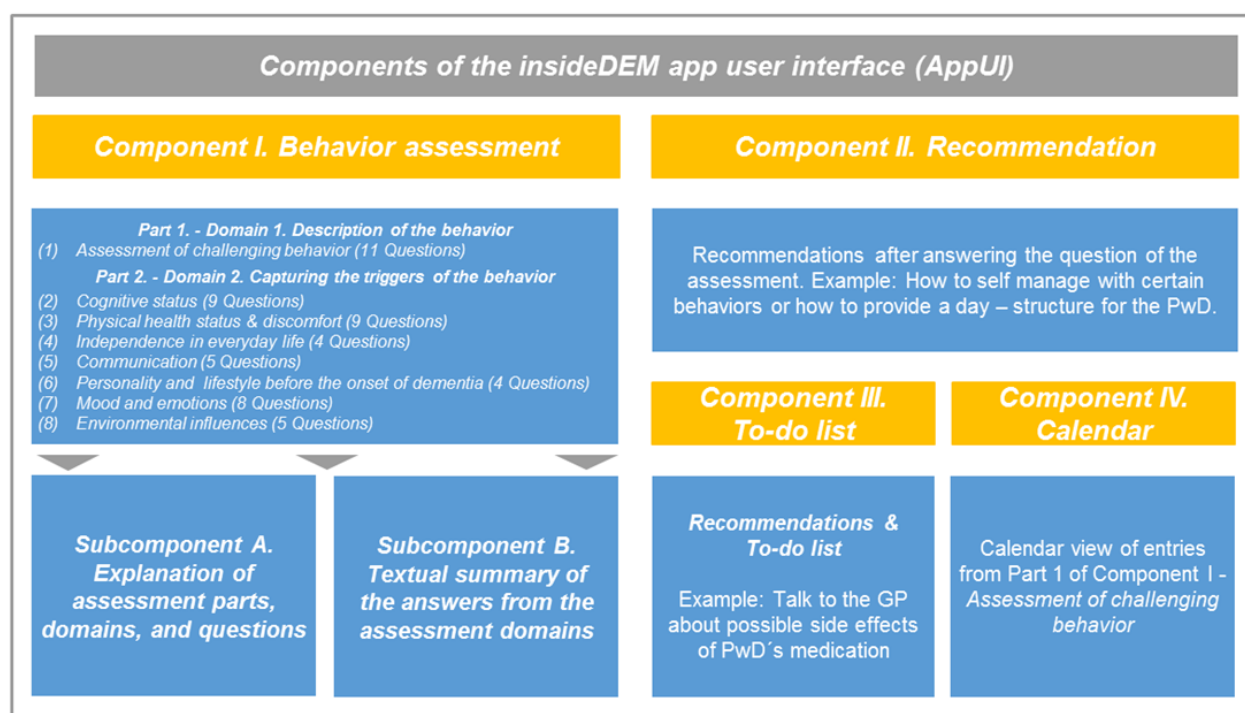 Components of the insideDEM app user interface (AppUI)
Component I. Behavior assessment
Part 1. - Domain 1. Description of the behavior
(1) Assessment of challenging behavior (11 Questions)
Part 2. - Domain 2. Capturing the triggers of the behavior
(2) Cognitive status (9 Questions)
(3) Physical health status & discomfort (9 Questions)
(4) Independence in everyday life (4 Questions)
(5) Communication (5 Questions)
(6) Personality and lifestyle before the onset of dementia (4 Questions)
(7) Mood and emotions (8 Questions)
(8) Environmental influences (5 Questions)
Subcomponent A.
Explanation of
assessment parts,
domains, and questions
Subcomponent B.
Textual summary of
the answers from the
assessment domains
Component II. Recommendation
Recommendations after answering the question of the
assessment. Example: How to self manage with certain
behaviors or how to provide a day – structure for the PwD.
Component III.
To-do list
Recommendations &
To-do list
Example: Talk to the GP
about possible side effects
of PwD´s medication
Component IV.
Calendar
Calendar view of entries
from Part 1 of Component I -
Assessment of challenging
behavior